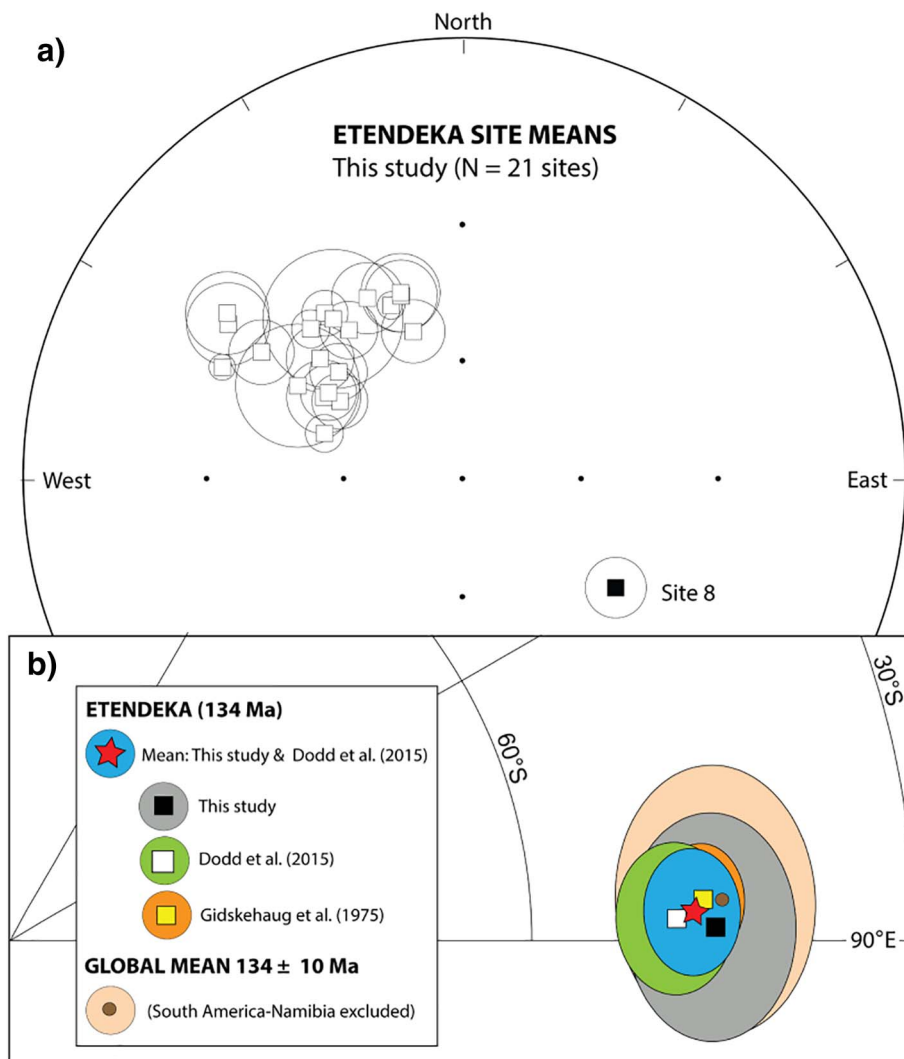 a)
North
ETENDEKA SITE MEANS
This study (N = 21 sites)
West
East
Site 8
b)
30°S
60°S
ETENDEKA (134 Ma)
Mean: This study & Dodd et al. (2015)
This study
Dodd et al. (2015)
Gidskehaug et al. (1975)
90°E
GLOBAL MEAN 134 ± 10 Ma
(South America-Namibia excluded)